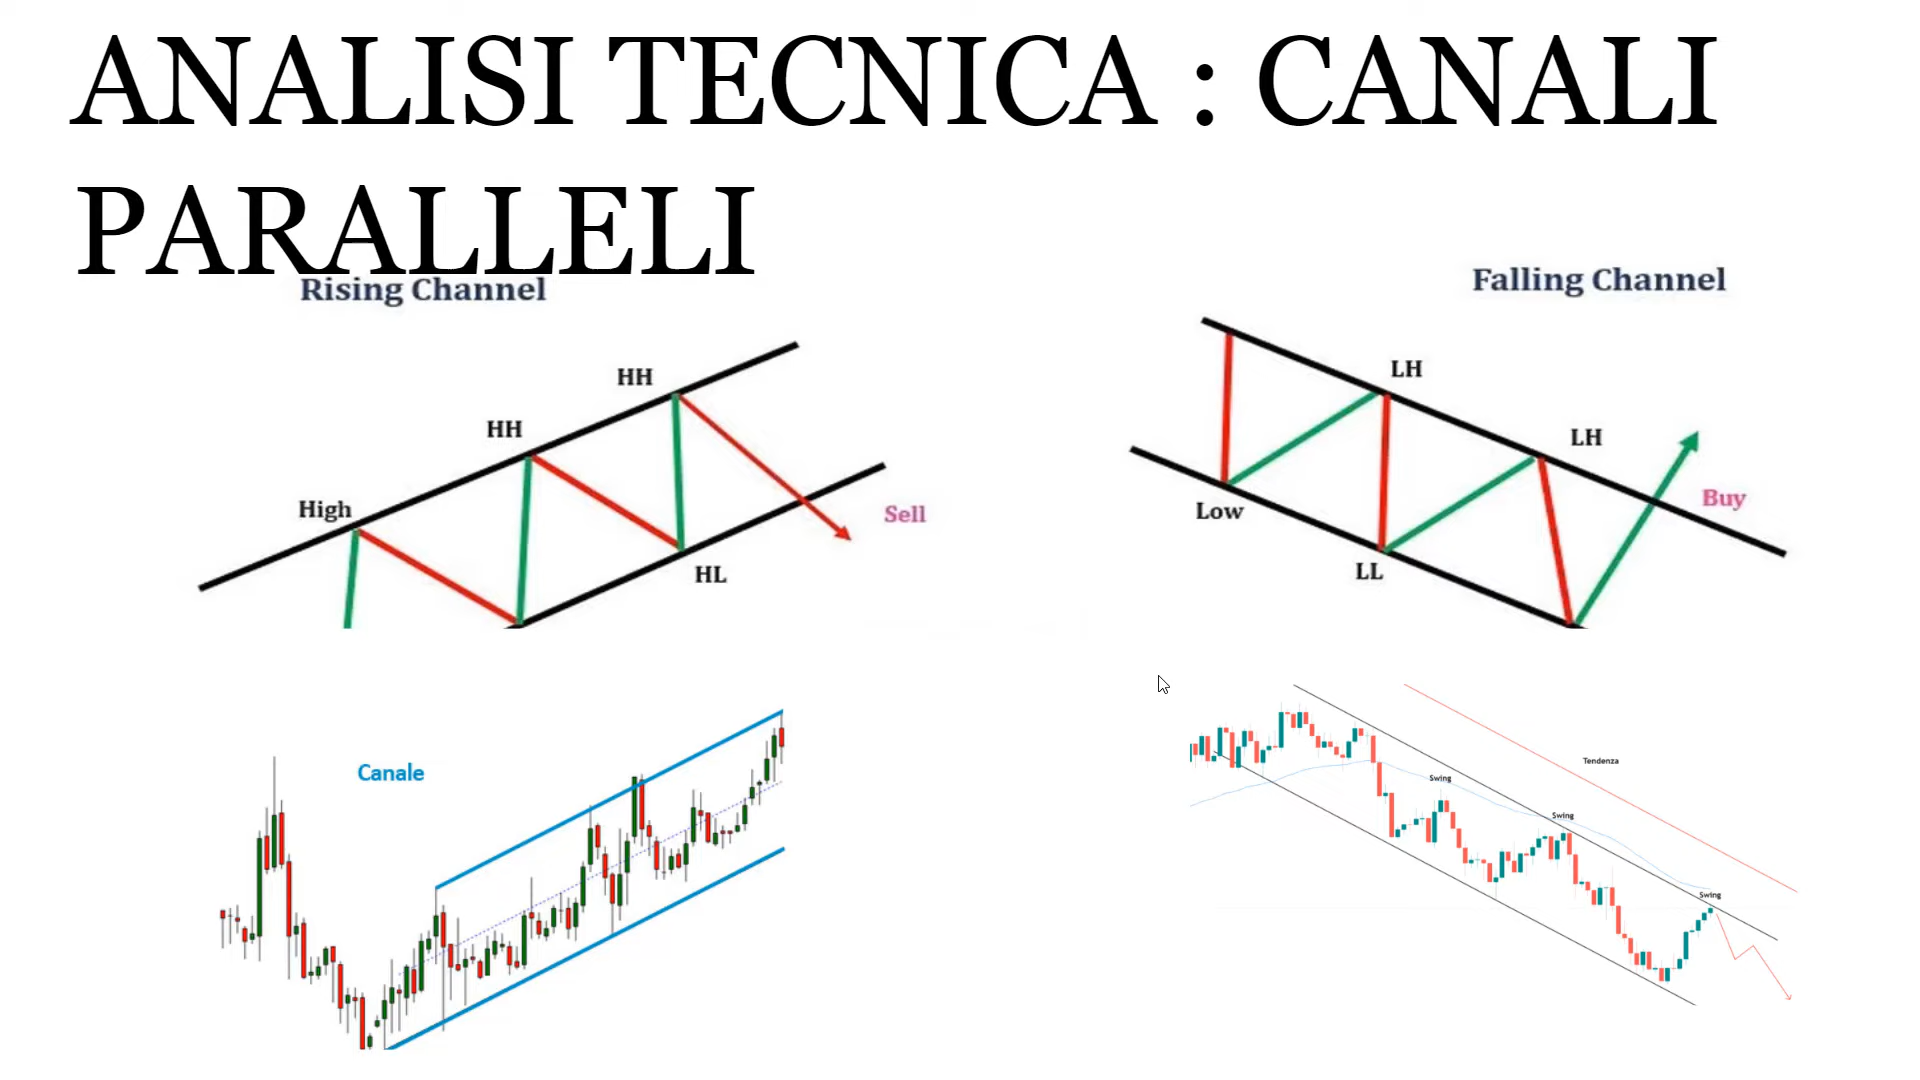 ANALISI TECNICA : CANALI
PARALLELI
Rising Channel
HH
HH
High
Sell
HL
Falling Channel
LH
LH
Buy
Low
LL
Canale
Tendenza
Swing
Swing
Swing